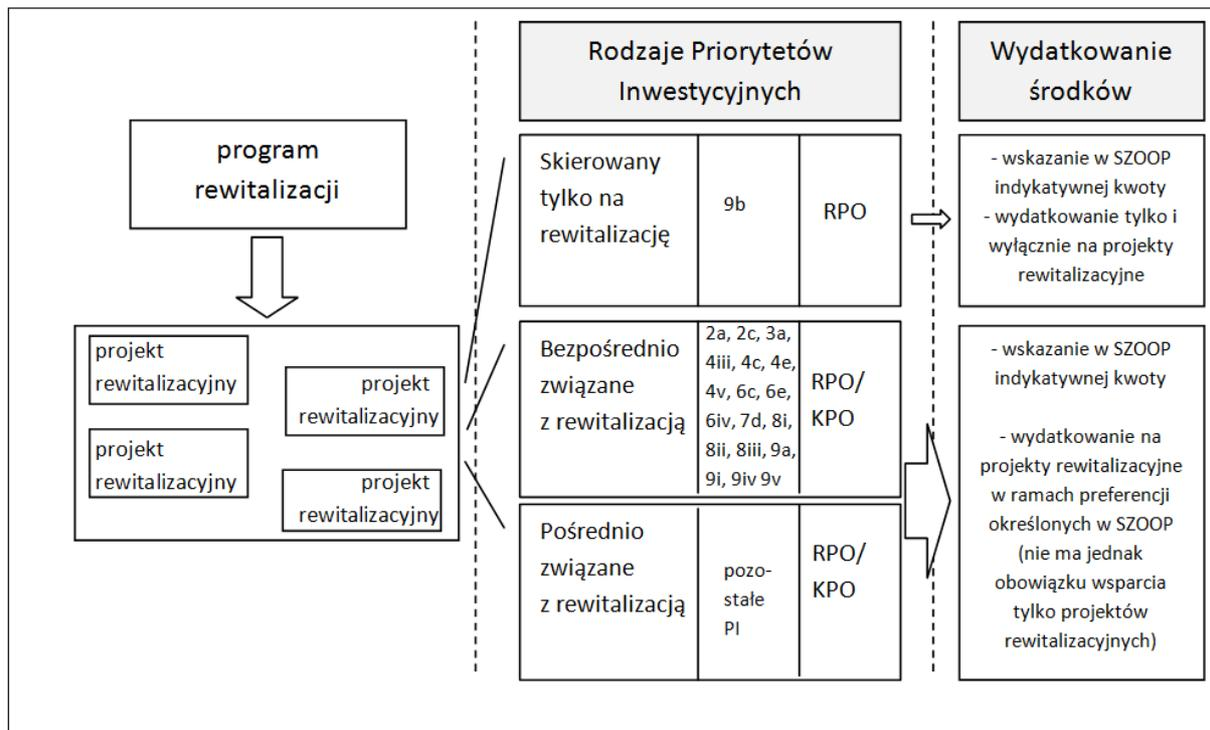 program
rewitalizacji
projekt
rewitalizacyjny
projekt
rewitalizacyjny
projekt
rewitalizacyjny
projekt
rewitalizacyjny
Rodzaje Priorytetów
Inwestycyjnych
Skierowany
tylko na
rewitalizację
9b
RPO
Bezpośrednio
związane
z rewitalizacją
2a, 2c, 3a,
4iii, 4c, 4e,
4v, 6c, 6e,
6iv, 7d, 8i,
8ii, 8iii, 9a,
9i, 9iv 9v
RPO/
KPO
Pośrednio
związane
z rewitalizacją
pozo-
stałe
PI
RPO/
KPO
Wydatkowanie
środków
- wskazanie w SZOOP
indykatywnej kwoty
- wydatkowanie tylko i
wyłącznie na projekty
rewitalizacyjne
- wskazanie w SZOOP
indykatywnej kwoty
- wydatkowanie na
projekty rewitalizacyjne
w ramach preferencji
określonych w SZOOP
(nie ma jednak
obowiązku wsparcia
tylko projektów
rewitalizacyjnych)